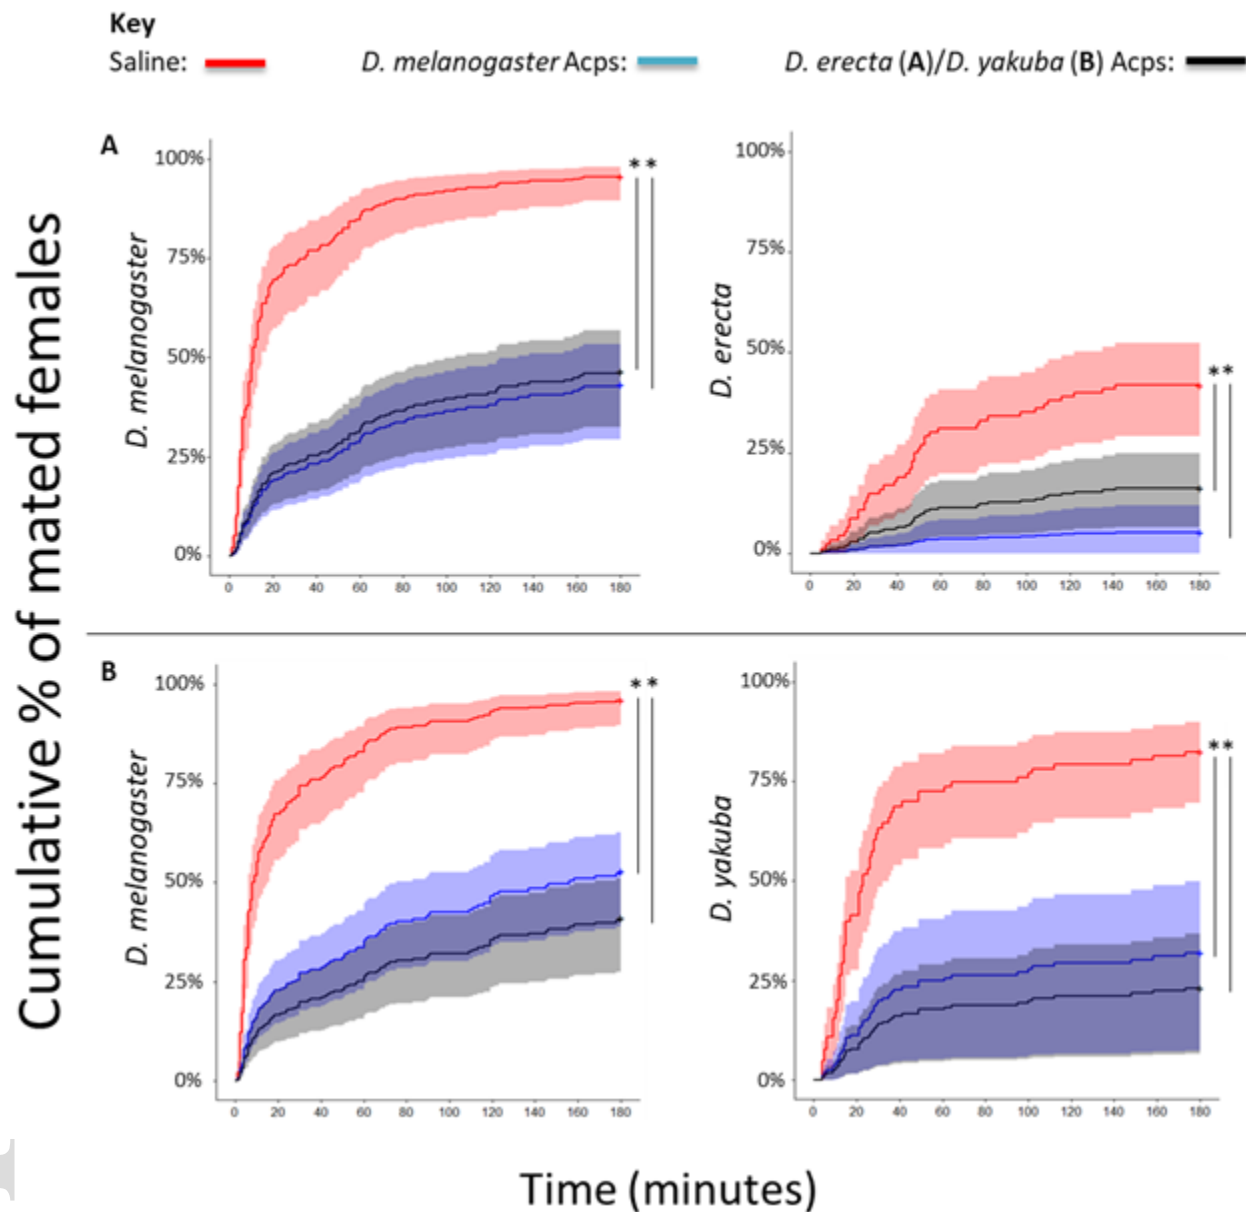 Key
Saline: D. melanogaster Acps: D. erecta (A)/D. yakuba (B) Acps:
Cumulative % of mated females
A
D. melanogaster
100%
75%
50%
25%
0%
0 20 40 60 80 100 120 140 160 180
**
D. erecta
100%
75%
50%
25%
0%
0 20 40 60 80 100 120 140 160 180
**
B
D. melanogaster
100%
75%
50%
25%
0%
0 20 40 60 80 100 120 140 160 180
**
D. yakuba
100%
75%
50%
25%
0%
0 20 40 60 80 100 120 140 160 180
**
Time (minutes)